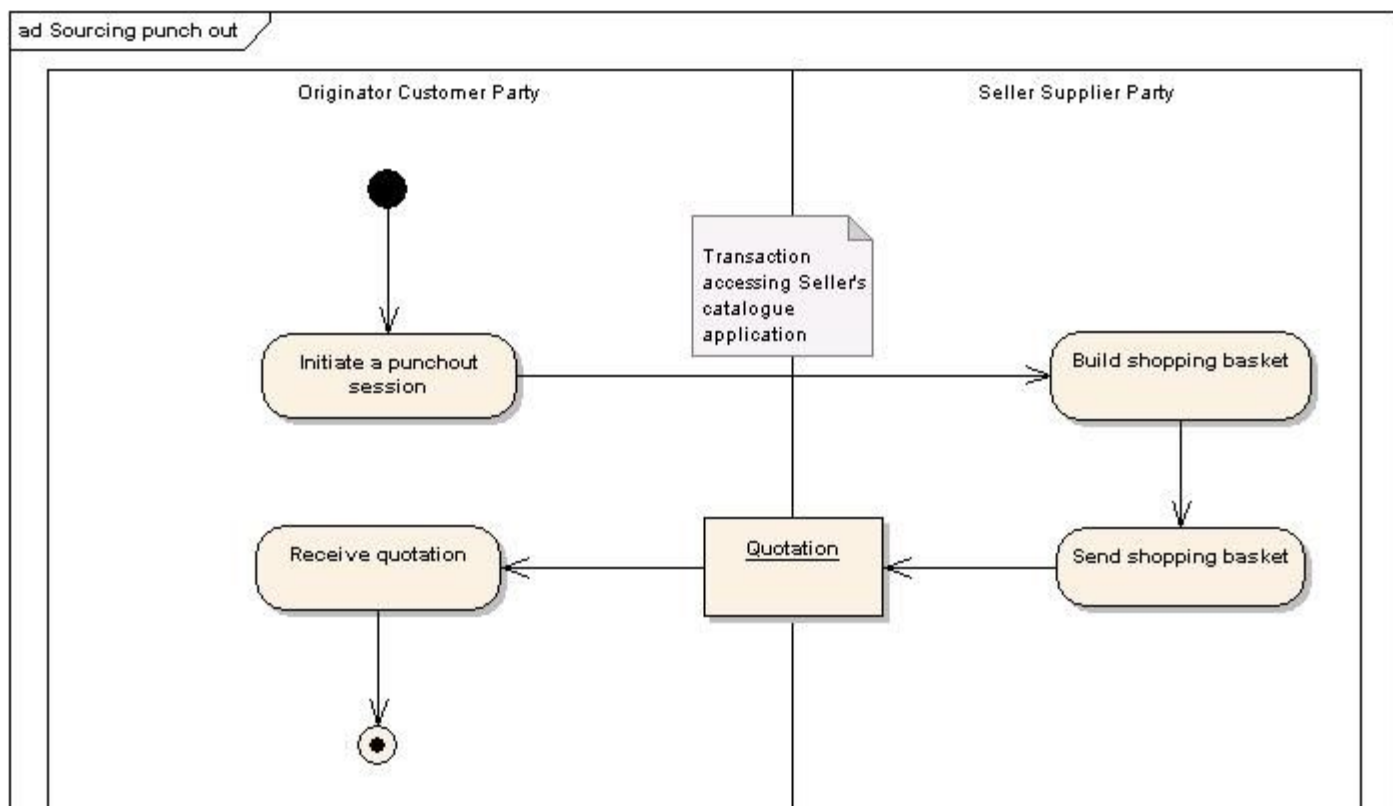 ad Sourcing punch out
Originator Customer Party
Seller Supplier Party
Transaction
accessing Seller's
catalogue
application
Initiate a punchout
session
Build shopping basket
Receive quotation
Quotation
Send shopping basket